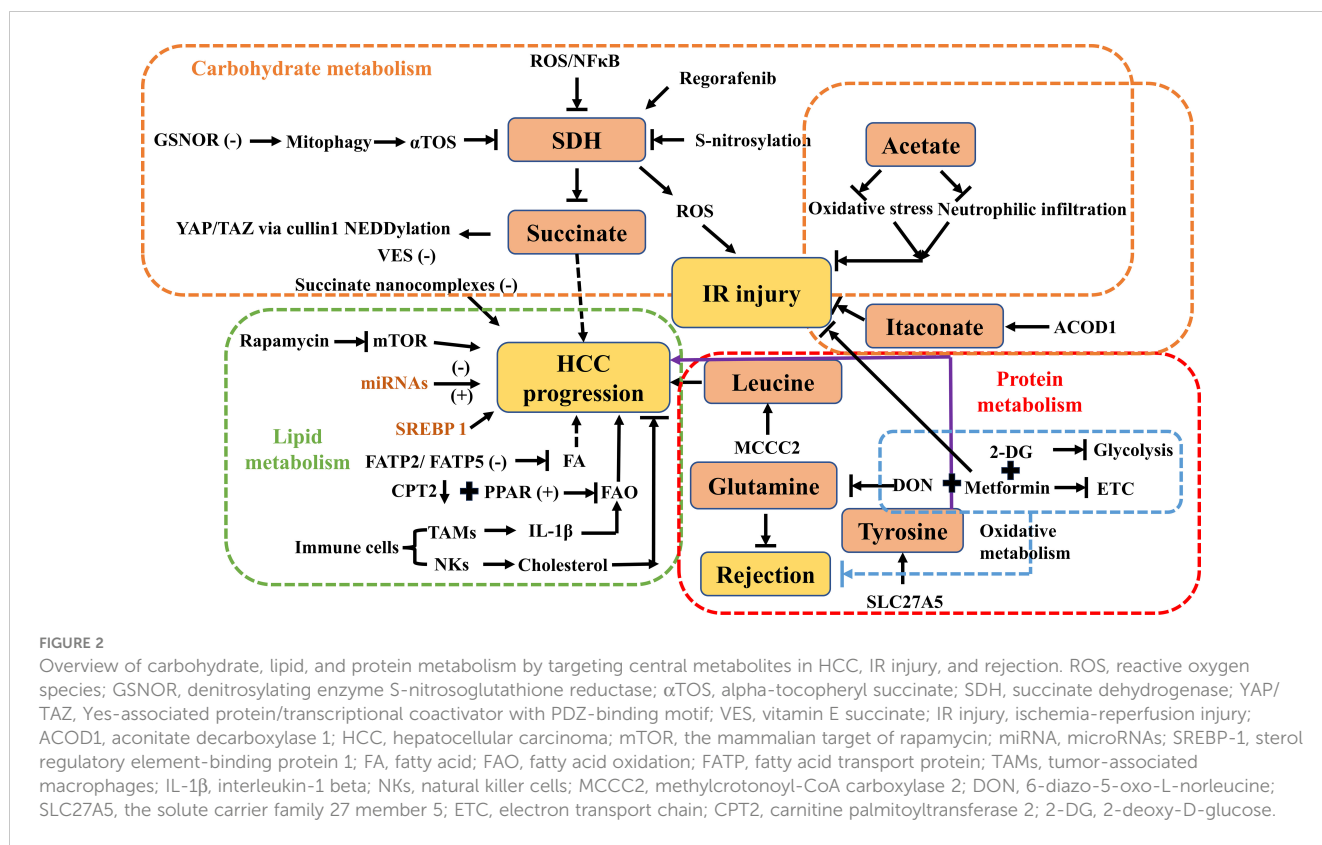 Carbohydrate metabolism
ROS/NFκB
Regorafenib
GSNOR (-)
Mitophagy
αTOS
SDH
S-nitrosylation
Acetate
ROS
Oxidative stress Neutrophilic infiltration
YAP/TAZ via cullin1 NEDDylation
Succinate
VES (-)
Succinate nanocomplexes (-)
IR injury
Itaconate
ACOD1
Rapamycin
mTOR
HCC
progression
(-)
miRNAs
(+)
SREBP 1
Lipid
metabolism
FATP2/ FATP5 (-)
FA
CPT2
PPAR (+)
FAO
Immune cells
TAMs
IL-1β
NKs
Cholesterol
Leucine
Protein
metabolism
MCCC2
2-DG
Glycolysis
Glutamine
DON
Metformin
ETC
Tyrosine
Oxidative
metabolism
Rejection
SLC27A5
FIGURE 2
Overview of carbohydrate, lipid, and protein metabolism by targeting central metabolites in HCC, IR injury, and rejection. ROS, reactive oxygen
species; GSNOR, denitrosylating enzyme S-nitrosoglutathione reductase; αTOS, alpha-tocopheryl succinate; SDH, succinate dehydrogenase; YAP/
TAZ, Yes-associated protein/transcriptional coactivator with PDZ-binding motif; VES, vitamin E succinate; IR injury, ischemia-reperfusion injury;
ACOD1, aconitate decarboxylase 1; HCC, hepatocellular carcinoma; mTOR, the mammalian target of rapamycin; miRNA, microRNAs; SREBP-1, sterol
regulatory element-binding protein 1; FA, fatty acid; FAO, fatty acid oxidation; FATP, fatty acid transport protein; TAMs, tumor-associated
macrophages; IL-1β, interleukin-1 beta; NKs, natural killer cells; MCCC2, methylcrotonoyl-CoA carboxylase 2; DON, 6-diazo-5-oxo-L-norleucine;
SLC27A5, the solute carrier family 27 member 5; ETC, electron transport chain; CPT2, carnitine palmitoyltransferase 2; 2-DG, 2-deoxy-D-glucose.